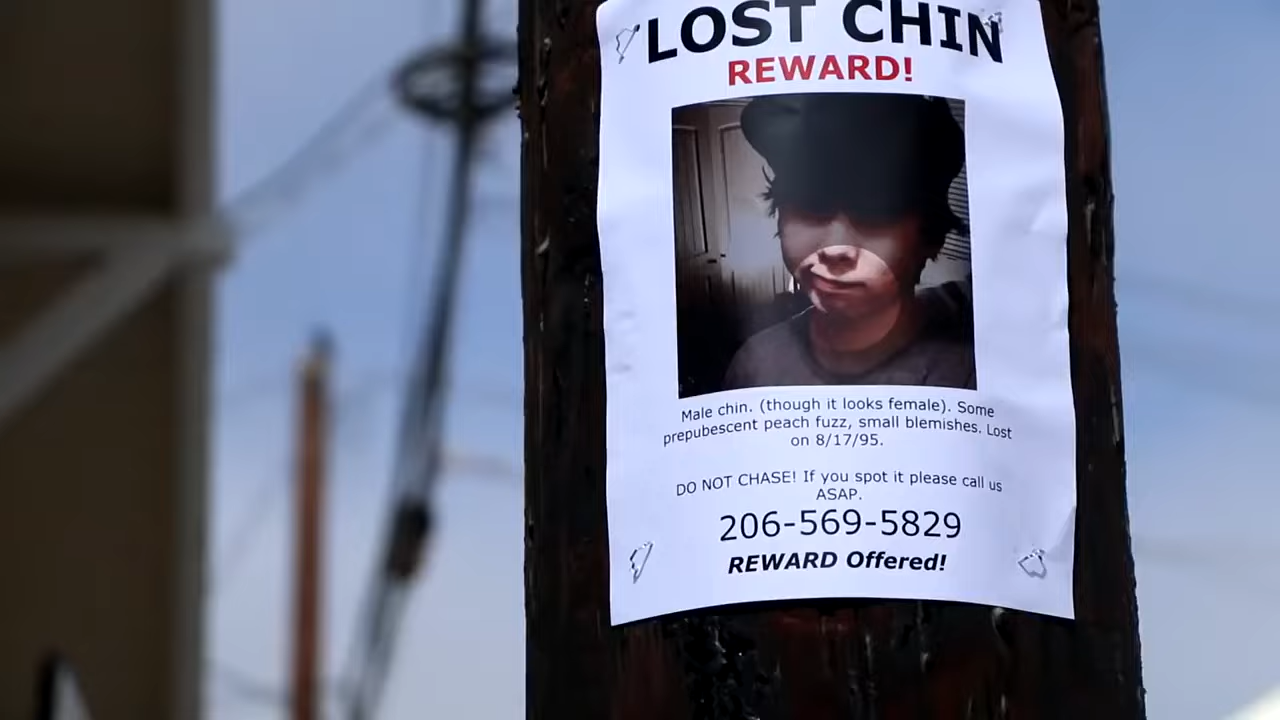 LOST CHIN
REWARD!
Male chin. (though it looks female). Some
prepubescent peach fuzz, small blemishes. Lost
on 8/17/95.
DO NOT CHASE! If you spot it please call us
ASAP.
206-569-5829
REWARD Offered!